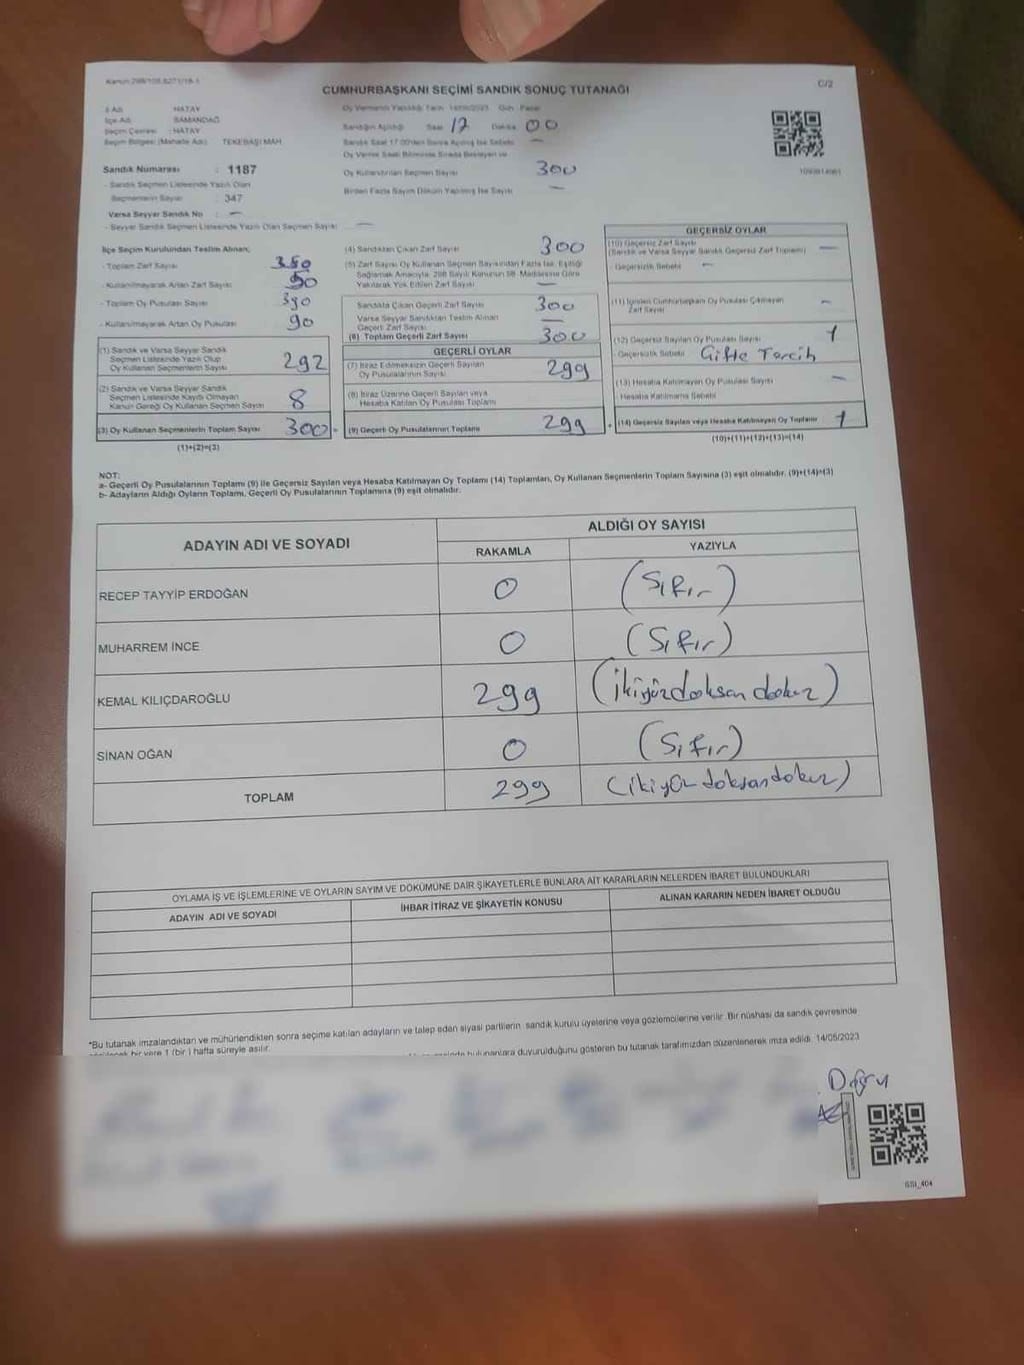 Kanun:298/105,6271/16-1
CUMHURBAŞKANI SEÇİMİ SANDIK SONUÇ TUTANAĞI
C/2
İl Adı : HATAY
İlçe Adı : SAMANDAĞ
Seçim Çevresi : HATAY
Seçim Bölgesi (Mahalle Adı) : TEKEBAŞI MAH.
Sandık Numarası : 1187
- Sandık Seçmen Listesinde Yazılı Olan
Seçmenlerin Sayısı : 347
Varsa Seyyar Sandık No : —
- Seyyar Sandık Seçmen Listesinde Yazılı Olan Seçmen Sayısı : —
Oy Vermenin Yapıldığı Tarih: 14/05/2023 Gün: Pazar
Sandığın Açıldığı Saat 17 Dakika 00
Sandık Saat 17.00'den Sonra Açılmış İse Sebebi —
Oy Verme Saati Bitiminde Sırada Bekleyen ve
Oy Kullandırılan Seçmen Sayısı 300
Birden Fazla Sayım Döküm Yapılmış İse Sayısı —
İlçe Seçim Kurulundan Teslim Alınan;
- Toplam Zarf Sayısı 350
- Kullanılmayarak Artan Zarf Sayısı 50
- Toplam Oy Pusulası 390
- Kullanılmayarak Artan Oy Pusulası 90
(1) Sandık ve Varsa Seyyar Sandık
Seçmen Listesinde Yazılı Olup
Oy Kullanan Seçmenlerin Sayısı 292
(2) Sandık ve Varsa Seyyar Sandık
Seçmen Listesinde Kaydı Olmayan
Kanun Gereği Oy Kullanan Seçmen Sayısı 8
(3) Oy Kullanan Seçmenlerin Toplam Sayısı 300
(1)+(2)=(3)
(4) Sandıktan Çıkan Zarf Sayısı 300
(5) Zarf Sayısı Oy Kullanan Seçmen Sayısından Fazla İse, Eşitliği
Sağlamak Amacıyla, 298 Sayılı Kanunun 98. Maddesine Göre
Yakılarak Yok Edilen Zarf Sayısı —
Sandıkta Çıkan Geçerli Zarf Sayısı 300
Varsa Seyyar Sandıktan Teslim Alınan
Geçerli Zarf Sayısı —
(6) Toplam Geçerli Zarf Sayısı 300
GEÇERLİ OYLAR
(7) İtiraz Edilmeksizin Geçerli Sayılan
Oy Pusulalarının Sayısı 299
(8) İtiraz Üzerine Geçerli Sayılan veya
Hesaba Katılan Oy Pusulası Toplamı
(9) Geçerli Oy Pusulalarının Toplamı 299
GEÇERSİZ OYLAR
(10) Geçersiz Zarf Sayısı
(Sandık ve Varsa Seyyar Sandık Geçersiz Zarf Toplamı) —
- Geçersizlik Sebebi —
(11) İçinden Cumhurbaşkanı Oy Pusulası Çıkmayan
Zarf Sayısı —
(12) Geçersiz Sayılan Oy Pusulası Sayısı 1
- Geçersizlik Sebebi Çifte Tercih
(13) Hesaba Katılmayan Oy Pusulası Sayısı —
- Hesaba Katılmama Sebebi
(14) Geçersiz Sayılan veya Hesaba Katılmayan Oy Toplamı 1
(10)+(11)+(12)+(13)=(14)
NOT:
a- Geçerli Oy Pusulalarının Toplamı (9) ile Geçersiz Sayılan veya Hesaba Katılmayan Oy Toplamı (14) Toplamları, Oy Kullanan Seçmenlerin Toplam Sayısına (3) eşit olmalıdır. (9)+(14)=(3)
b- Adayların Aldığı Oyların Toplamı, Geçerli Oy Pusulalarının Toplamına (9) eşit olmalıdır.
ADAYIN ADI VE SOYADI
ALDIĞI OY SAYISI
RAKAMLA YAZIYLA
RECEP TAYYİP ERDOĞAN 0 (Sıfır)
MUHARREM İNCE 0 (Sıfır)
KEMAL KILIÇDAROĞLU 299 (ikiyüzdoksan dokuz)
SİNAN OĞAN 0 (Sıfır)
TOPLAM 299 (ikiyüz doksandokuz)
OYLAMA İŞ VE İŞLEMLERİNE VE OYLARIN SAYIM VE DÖKÜMÜNE DAİR ŞİKAYETLERLE BUNLARA AİT KARARLARIN NELERDEN İBARET BULUNDUKLARI
ADAYIN ADI VE SOYADI İHBAR İTİRAZ VE ŞİKAYETİN KONUSU ALINAN KARARIN NEDEN İBARET OLDUĞU
*Bu tutanak imzalandıktan ve mühürlendikten sonra seçime katılan adayların ve talep eden siyasi partilerin sandık kurulu üyelerine veya gözlemcilerine verilir. Bir nüshası da sandık çevresinde
bir yere 1 (bir) hafta süreyle asılır.
bulunanlara duyurulduğunu gösteren bu tutanak tarafımızdan düzenlenerek imza edildi. 14/05/2023
Doğru
GSI_404